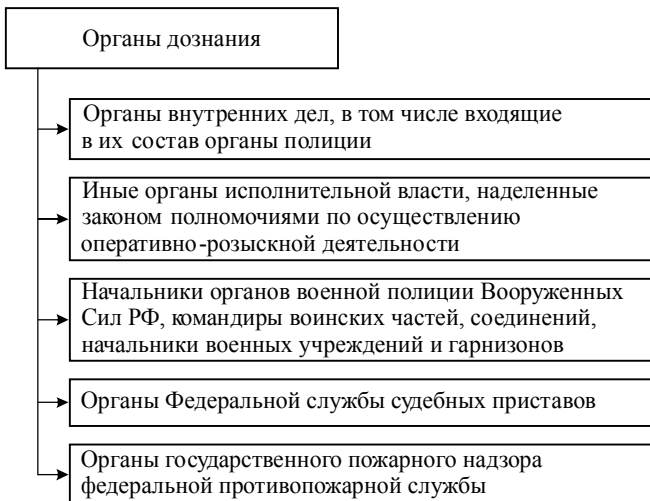 Органы дознания
Органы внутренних дел, в том числе входящие
в их состав органы полиции
Иные органы исполнительной власти, наделенные
законом полномочиями по осуществлению
оперативно-розыскной деятельности
Начальники органов военной полиции Вооруженных
Сил РФ, командиры воинских частей, соединений,
начальники военных учреждений и гарнизонов
Органы Федеральной службы судебных приставов
Органы государственного пожарного надзора
федеральной противопожарной службы